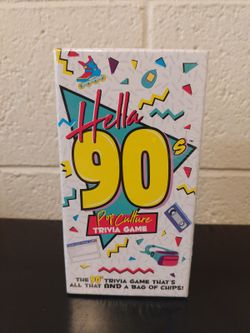 Hella
90s
Pop Culture
TRIVIA GAME
THE 90s TRIVIA GAME THAT'S
ALL THAT AND A BAG OF CHIPS!